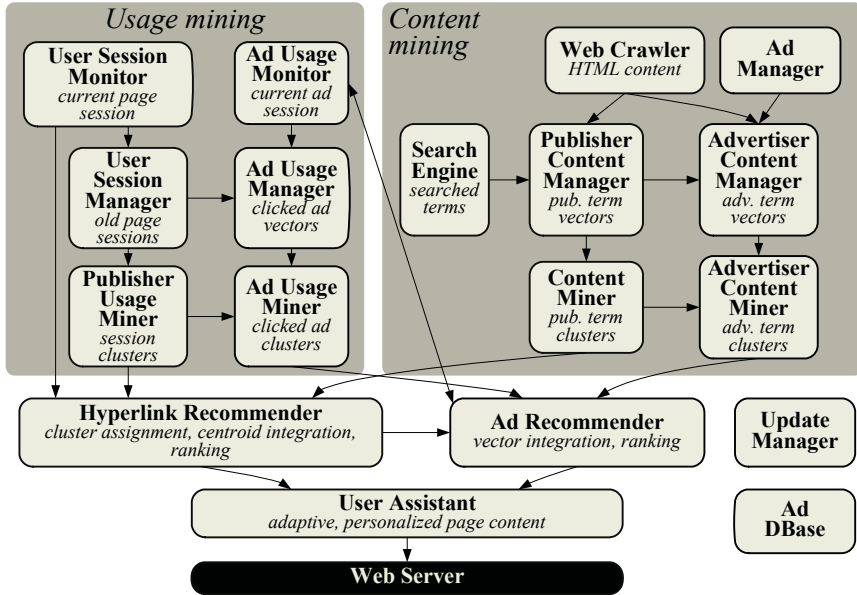 Usage mining
User Session
Monitor
current page
session
Ad Usage
Monitor
current ad
session
User
Session
Manager
old page
sessions
Ad Usage
Manager
clicked ad
vectors
Publisher
Usage
Miner
session
clusters
Ad Usage
Miner
clicked ad
clusters
Content
mining
Web Crawler
HTML content
Ad
Manager
Search
Engine
searched
terms
Publisher
Content
Manager
pub. term
vectors
Advertiser
Content
Manager
adv. term
vectors
Content
Miner
pub. term
clusters
Advertiser
Content
Miner
adv. term
clusters
Hyperlink Recommender
cluster assignment, centroid integration,
ranking
Ad Recommender
vector integration, ranking
Update
Manager
User Assistant
adaptive, personalized page content
Ad
DBase
Web Server